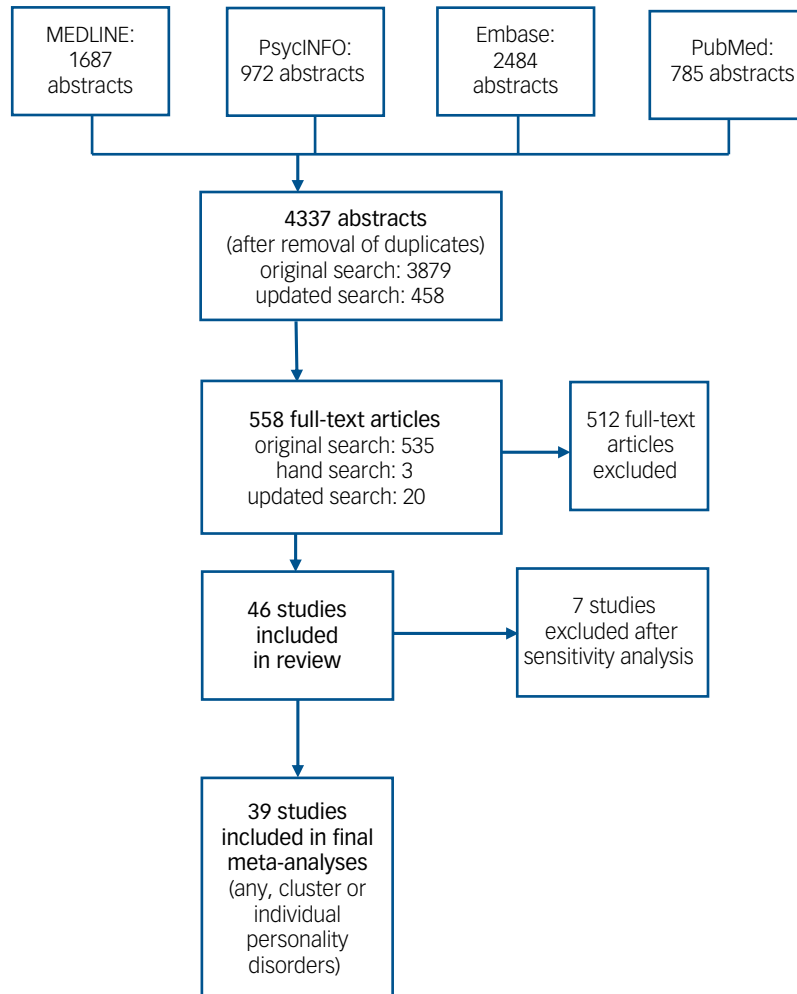 MEDLINE:
1687
abstracts
PsycINFO:
972 abstracts
Embase:
2484
abstracts
PubMed:
785 abstracts
4337 abstracts
(after removal of duplicates)
original search: 3879
updated search: 458
558 full-text articles
original search: 535
hand search: 3
updated search: 20
512 full-text
articles
excluded
46 studies
included
in review
7 studies
excluded after
sensitivity analysis
39 studies
included in final
meta-analyses
(any, cluster or
individual
personality
disorders)